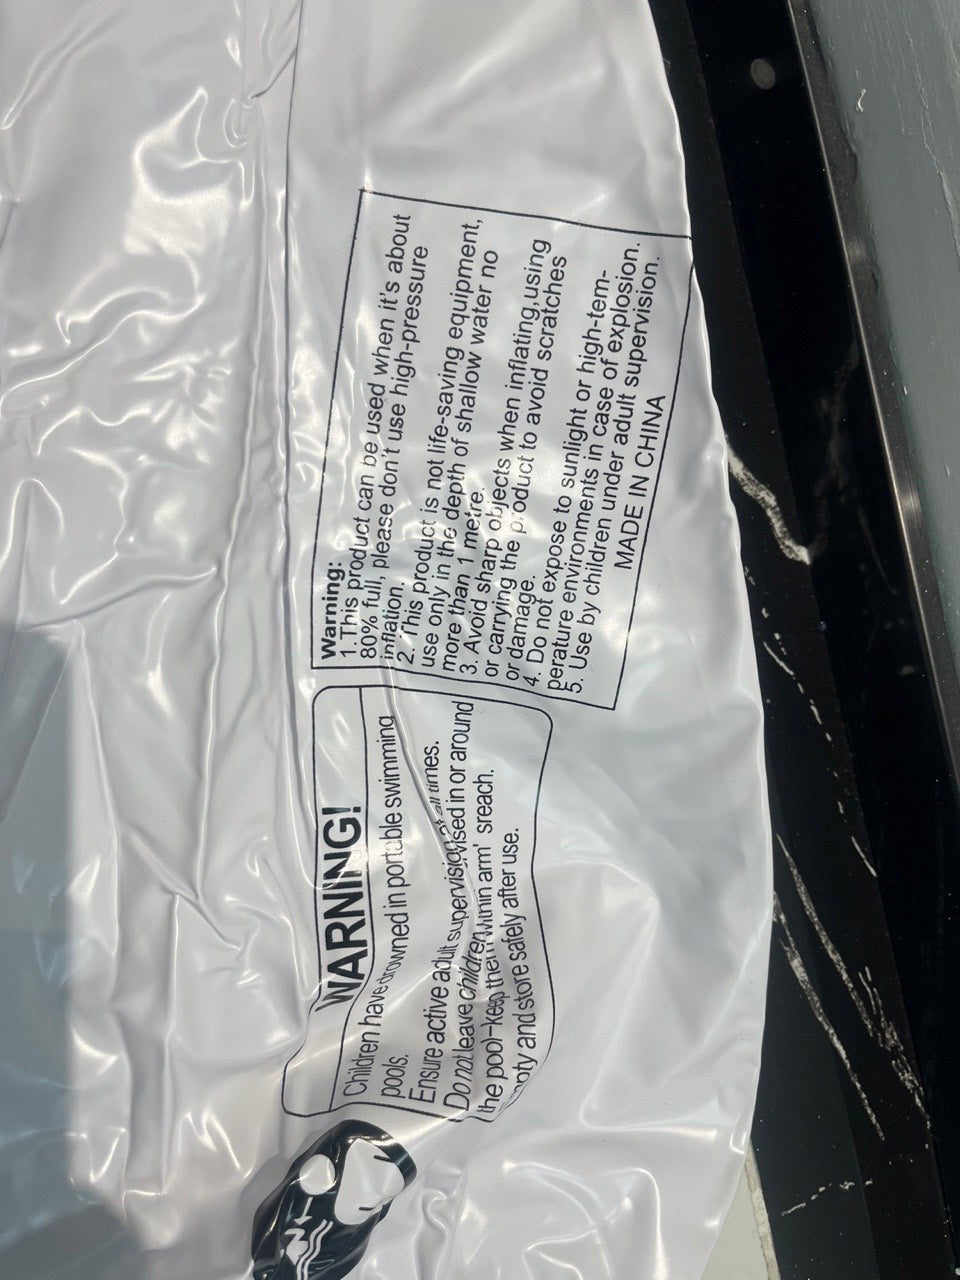 WARNING!
Children have drowned in portable swimming
pools.
Ensure active adult supervision at all times.
Do not leave children unsupervised in or around
the pool-keep them within arm' sreach.
Empty and store safely after use.
Warning:
1. This product can be used when it's about
80% full, please don't use high-pressure
inflation.
2. This product is not life-saving equipment,
use only in the depth of shallow water no
more than 1 metre.
3. Avoid sharp objects when inflating,using
or carrying the product to avoid scratches
or damage.
4. Do not expose to sunlight or high-tem-
perature environments in case of explosion.
5. Use by children under adult supervision.
MADE IN CHINA